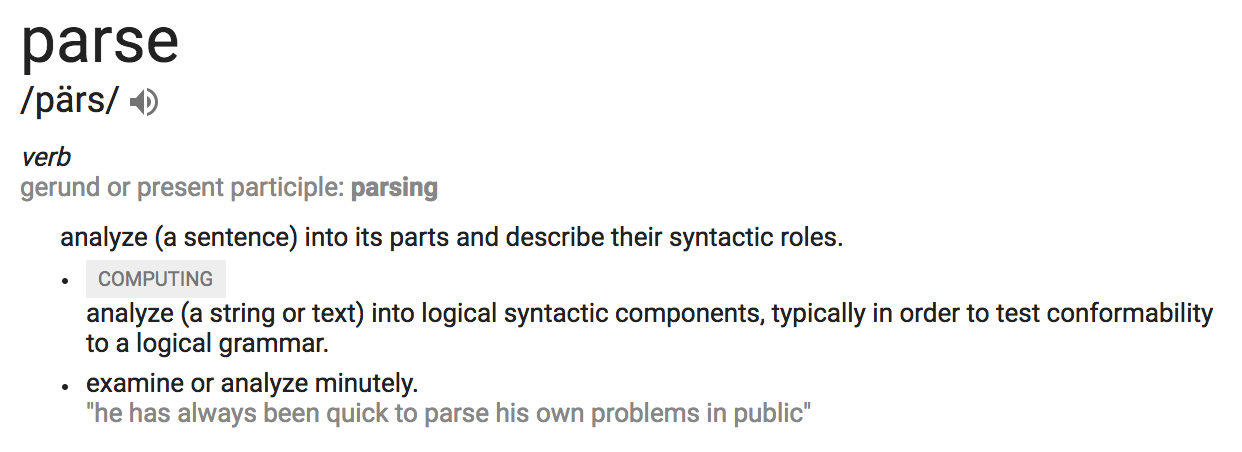 parse
/pärs/
verb
gerund or present participle: parsing
analyze (a sentence) into its parts and describe their syntactic roles.
• COMPUTING
analyze (a string or text) into logical syntactic components, typically in order to test conformability
to a logical grammar.
• examine or analyze minutely.
"he has always been quick to parse his own problems in public"